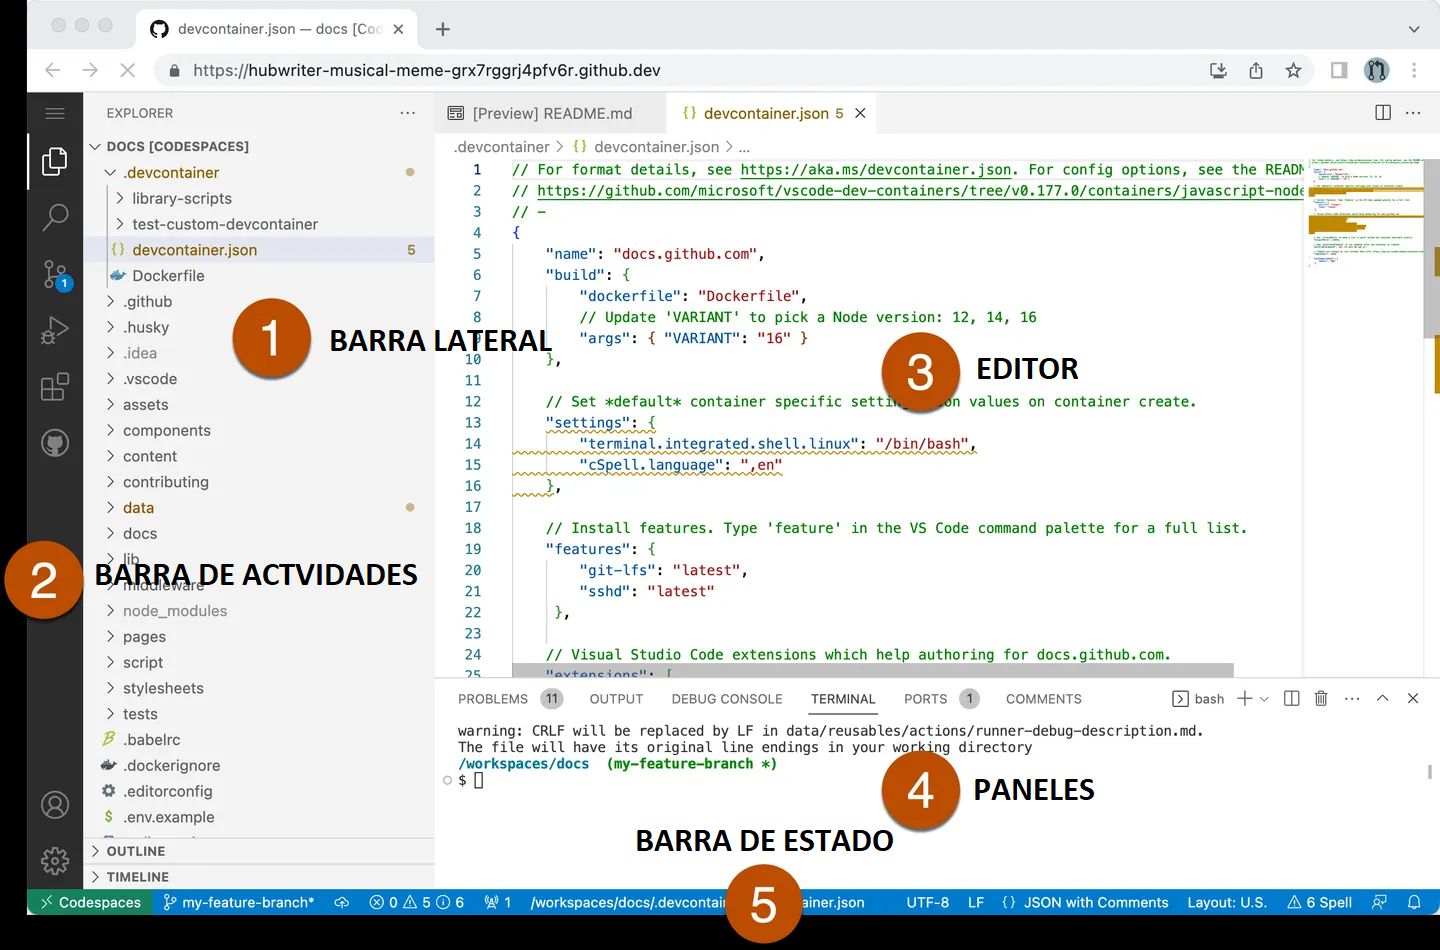 devcontainer.json — docs [Cod
https://hubwriter-musical-meme-grx7rggrj4pfv6r.github.dev
EXPLORER
DOCS [CODESPACES]
.devcontainer
library-scripts
test-custom-devcontainer
{} devcontainer.json 5
Dockerfile
1
.github
.husky
.idea
.vscode
assets
components
content
contributing
data
docs
lib
middleware
node_modules
pages
script
stylesheets
tests
.babelrc
.dockerignore
.editorconfig
$ .env.example
OUTLINE
TIMELINE
1 BARRA LATERAL
2 BARRA DE ACTVIDADES
[Preview] README.md
{} devcontainer.json 5
.devcontainer > {} devcontainer.json > ...
1 // For format details, see https://aka.ms/devcontainer.json. For config options, see the READM
2 // https://github.com/microsoft/vscode-dev-containers/tree/v0.177.0/containers/javascript-node
3 // -
4 {
5 "name": "docs.github.com",
6 "build": {
7 "dockerfile": "Dockerfile",
8 // Update 'VARIANT' to pick a Node version: 12, 14, 16
9 "args": { "VARIANT": "16" }
10 },
11
12 // Set *default* container specific settin on values on container create.
13 "settings": {
14 "terminal.integrated.shell.linux": "/bin/bash",
15 "cSpell.language": ",en"
16 },
17
18 // Install features. Type 'feature' in the VS Code command palette for a full list.
19 "features": {
20 "git-lfs": "latest",
21 "sshd": "latest"
22 },
23
24 // Visual Studio Code extensions which help authoring for docs.github.com.
25 "extensions": [
3 EDITOR
PROBLEMS 11 OUTPUT DEBUG CONSOLE TERMINAL PORTS 1 COMMENTS bash
warning: CRLF will be replaced by LF in data/reusables/actions/runner-debug-description.md.
The file will have its original line endings in your working directory
/workspaces/docs (my-feature-branch *)
$
4 PANELES
BARRA DE ESTADO
5
Codespaces my-feature-branch* 0 5 6 1 /workspaces/docs/.devcontai ainer.json UTF-8 LF {} JSON with Comments Layout: U.S. 6 Spell